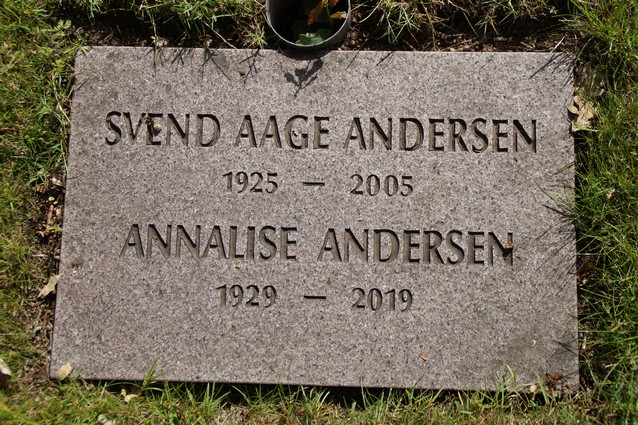 SVEND AAGE ANDERSEN
1925 — 2005
ANNALISE ANDERSEN
1929 — 2019